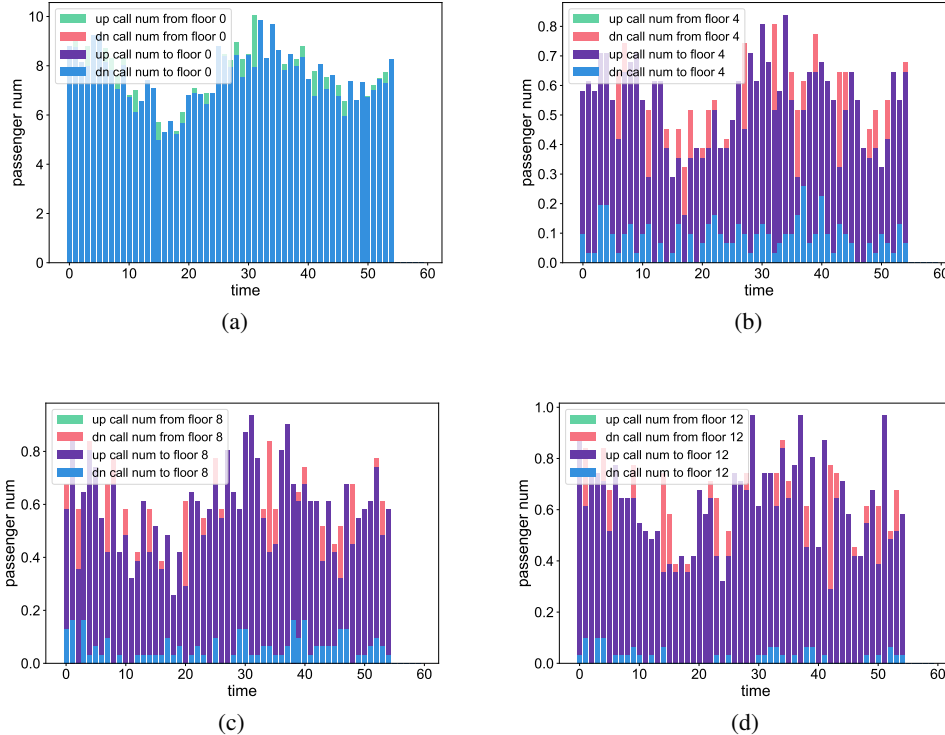 up call num from floor 0
dn call num from floor 0
up call num to floor 0
dn call num to floor 0
passenger num
10
8
6
4
2
0
0 10 20 30 40 50 60
time
(a)
up call num from floor 4
dn call num from floor 4
up call num to floor 4
dn call num to floor 4
passenger num
0.8
0.7
0.6
0.5
0.4
0.3
0.2
0.1
0.0
0 10 20 30 40 50 60
time
(b)
up call num from floor 8
dn call num from floor 8
up call num to floor 8
dn call num to floor 8
passenger num
0.8
0.6
0.4
0.2
0.0
0 10 20 30 40 50 60
time
(c)
up call num from floor 12
dn call num from floor 12
up call num to floor 12
dn call num to floor 12
passenger num
1.0
0.8
0.6
0.4
0.2
0.0
0 10 20 30 40 50 60
time
(d)